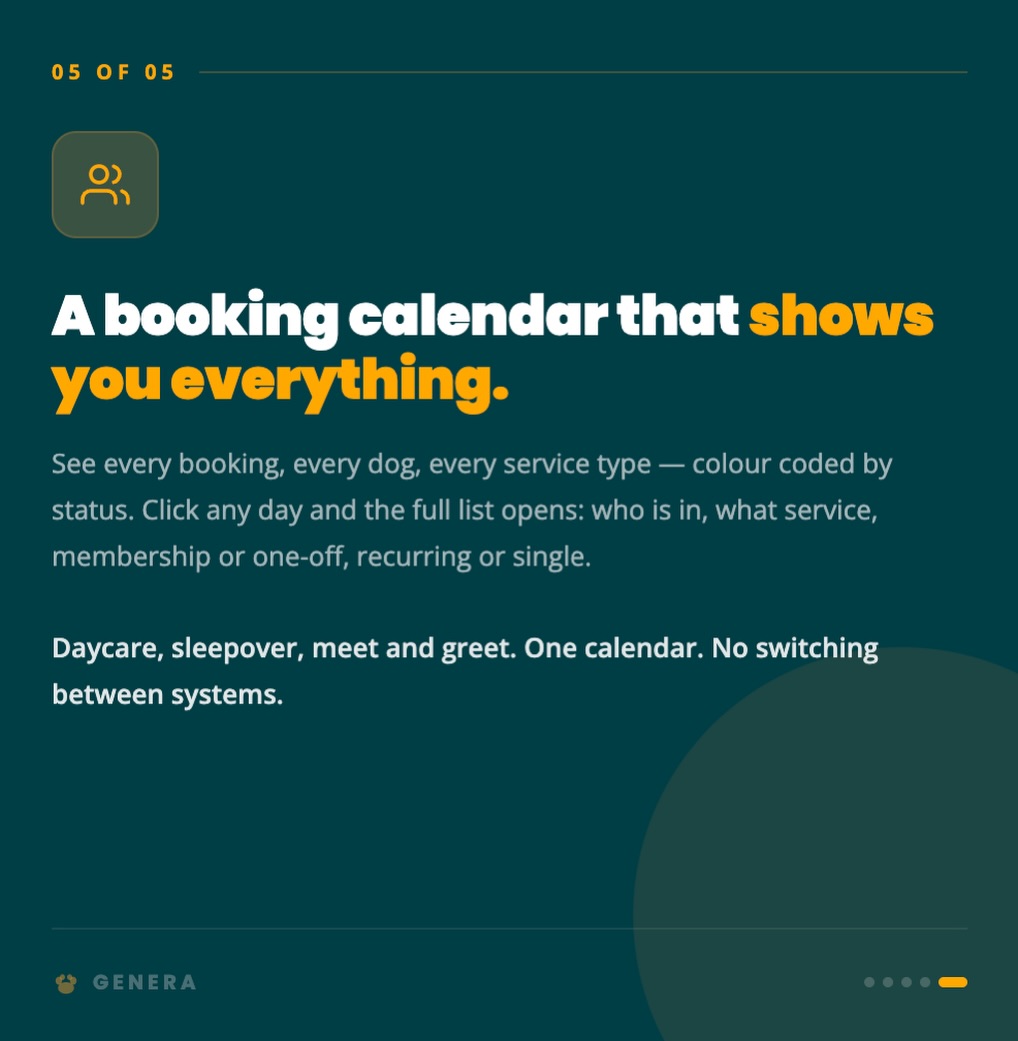 05 OF 05
A booking calendar that shows
you everything.
See every booking, every dog, every service type — colour coded by
status. Click any day and the full list opens: who is in, what service,
membership or one-off, recurring or single.
Daycare, sleepover, meet and greet. One calendar. No switching
between systems.
GENERA